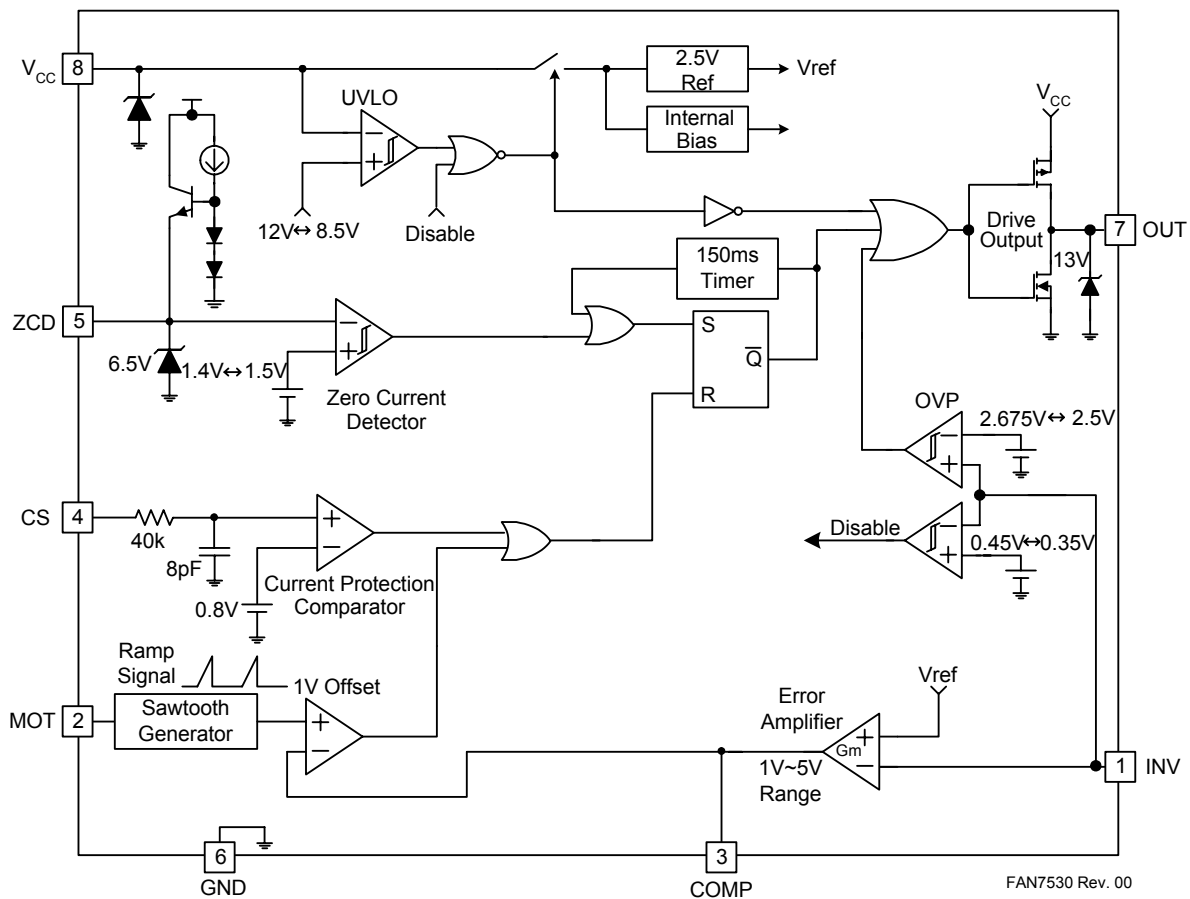 V_CC
8
2.5V
Ref
Vref
UVLO
Internal
Bias
V_CC
−
+
12V↔ 8.5V
Disable
Drive
Output
7
OUT
13V
150ms
Timer
ZCD
5
−
+
S
Q̅
R
6.5V
1.4V↔1.5V
Zero Current
Detector
OVP
2.675V↔ 2.5V
−
+
CS
4
40k
+
−
Disable
−
+
0.45V↔0.35V
8pF
Current Protection
Comparator
0.8V
Ramp
Signal
1V Offset
Vref
MOT
2
Sawtooth
Generator
+
−
Error
Amplifier
Gm
+
−
1V~5V
Range
1
INV
6
GND
3
COMP
FAN7530 Rev. 00